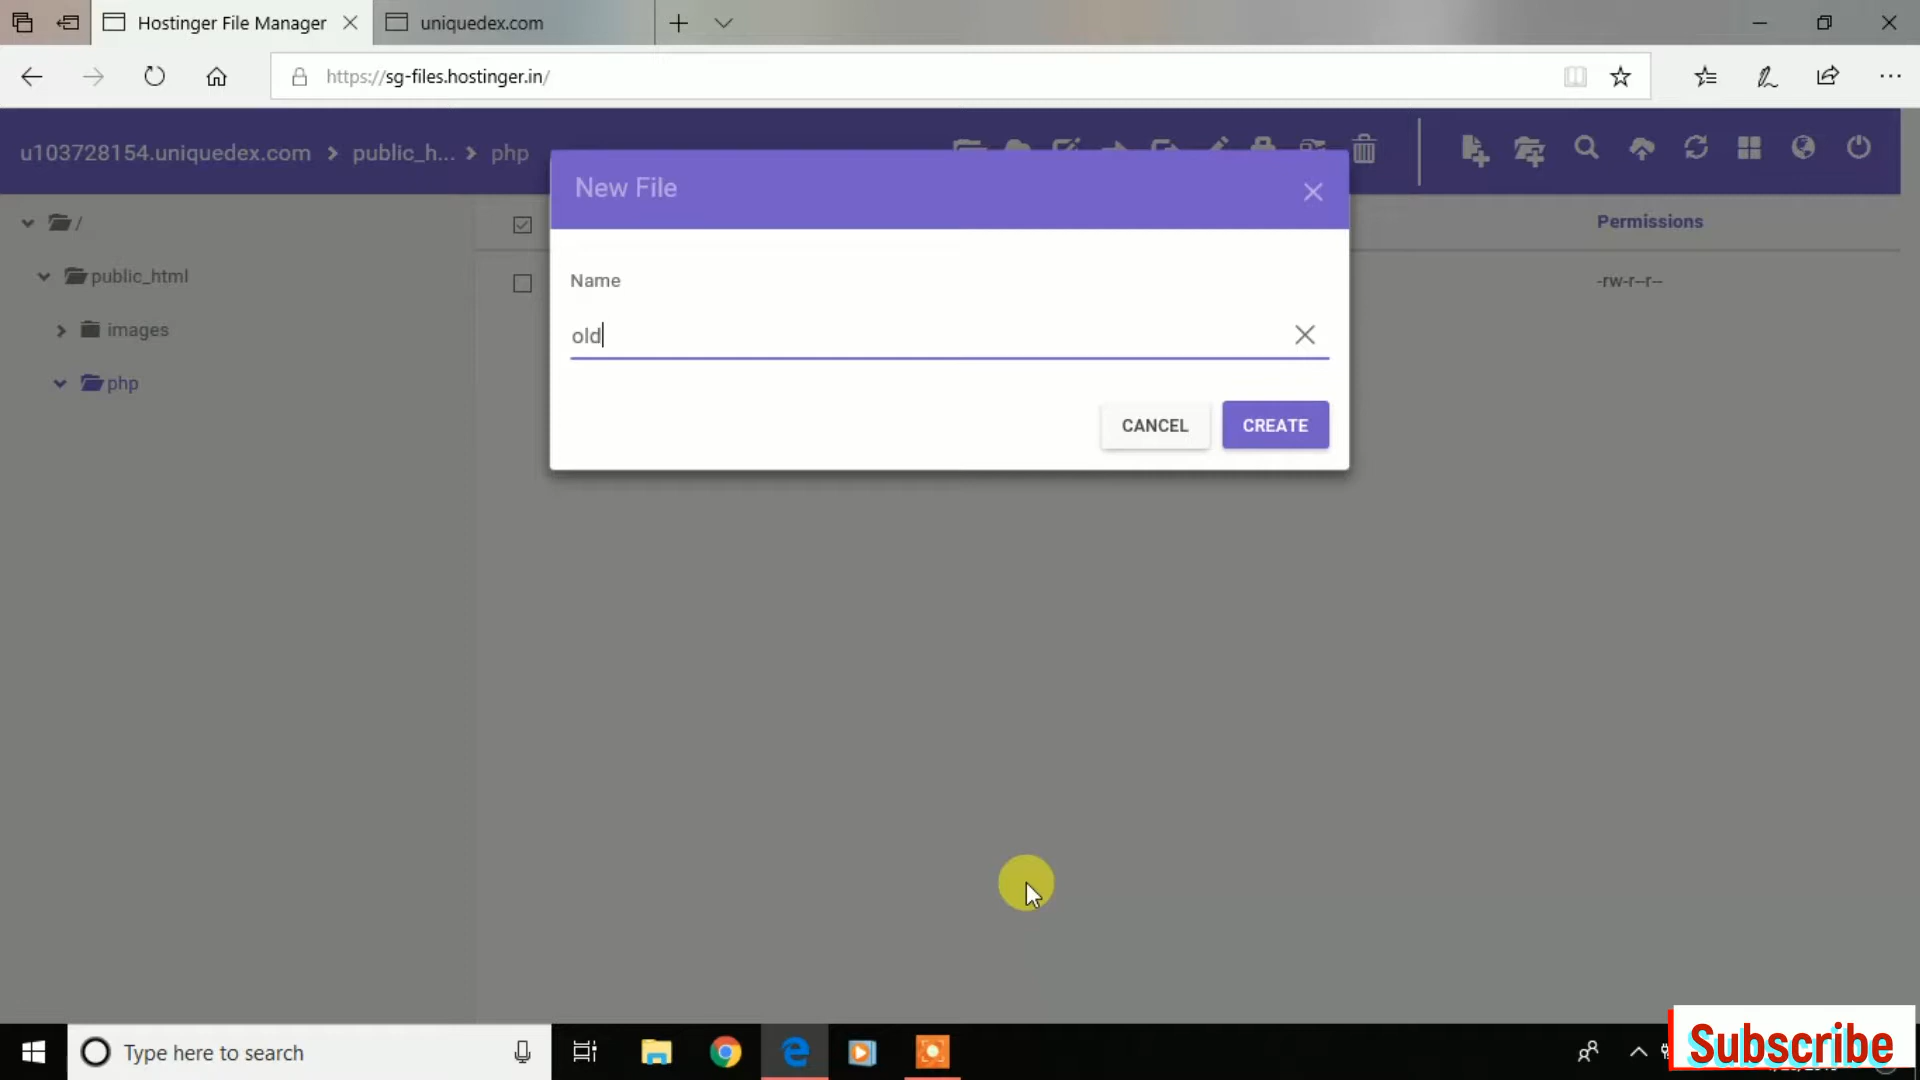 Hostinger File Manager
uniquedex.com
https://sg-files.hostinger.in/
u103728154.uniquedex.com
public_h...
php
New File
/
Permissions
public_html
Name
-rw-r--r--
images
old
php
CANCEL
CREATE
Type here to search
Subscribe